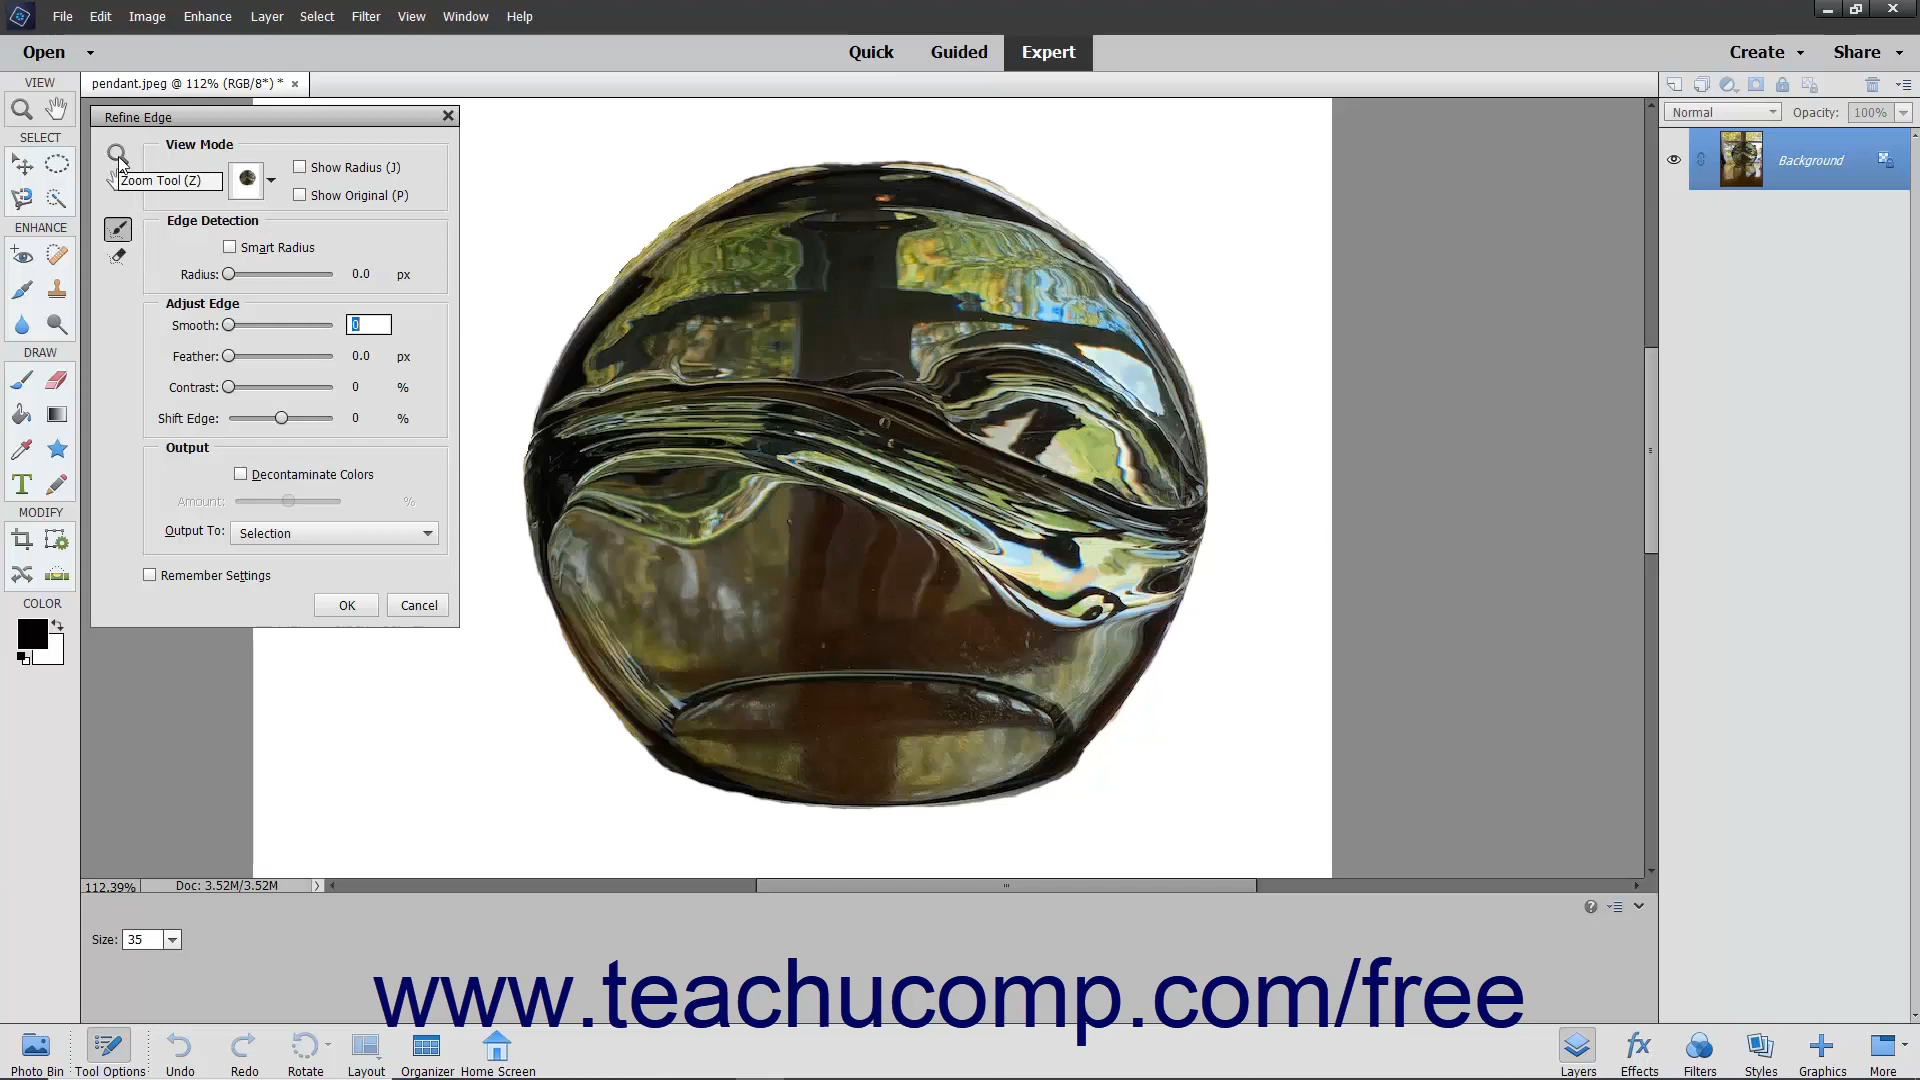 File Edit Image Enhance Layer Select Filter View Window Help
Open Quick Guided Expert Create Share
VIEW
pendant.jpeg @ 112% (RGB/8*) *
Normal Opacity: 100%
Refine Edge
SELECT
View Mode
Show Radius (J)
Zoom Tool (Z)
Show Original (P)
Background
Edge Detection
ENHANCE
Smart Radius
Radius: 0.0 px
Adjust Edge
Smooth: 0
DRAW
Feather: 0.0 px
Contrast: 0 %
Shift Edge: 0 %
Output
Decontaminate Colors
T
Amount: %
MODIFY
Output To: Selection
Remember Settings
COLOR
OK Cancel
112.39% Doc: 3.52M/3.52M
Size: 35
www.teachucomp.com/free
Photo Bin Tool Options Undo Redo Rotate Layout Organizer Home Screen fx Layers Effects Filters Styles Graphics More